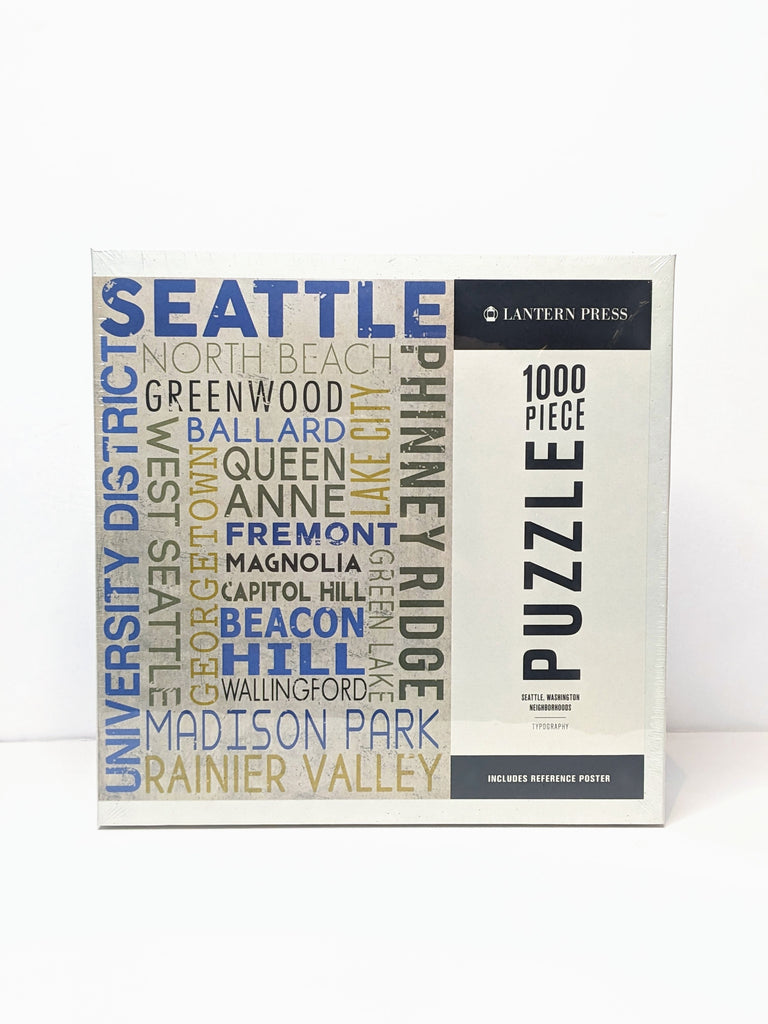 SEATTLE
UNIVERSITY DISTRICT
NORTH BEACH
GREENWOOD
BALLARD
WEST SEATTLE
GEORGETOWN
QUEEN
ANNE
LAKE CITY
PHINNEY RIDGE
FREMONT
MAGNOLIA
CAPITOL HILL
BEACON
HILL
GREEN LAKE
WALLINGFORD
MADISON PARK
RAINIER VALLEY
LANTERN PRESS
1000
PIECE
PUZZLE
SEATTLE, WASHINGTON
NEIGHBORHOODS
TYPOGRAPHY
INCLUDES REFERENCE POSTER